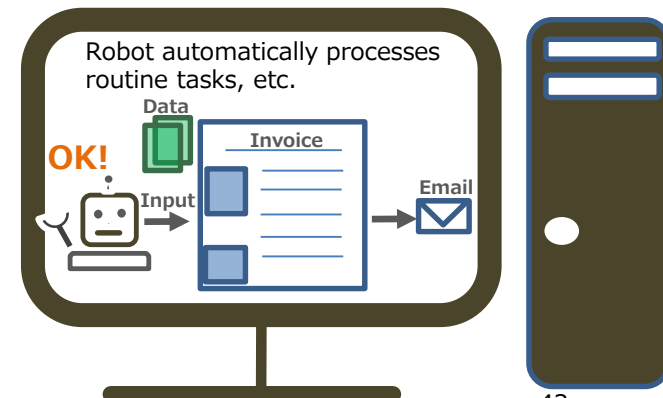 Robot automatically processes
routine tasks, etc.
Data
OK!
Invoice
Input
Email